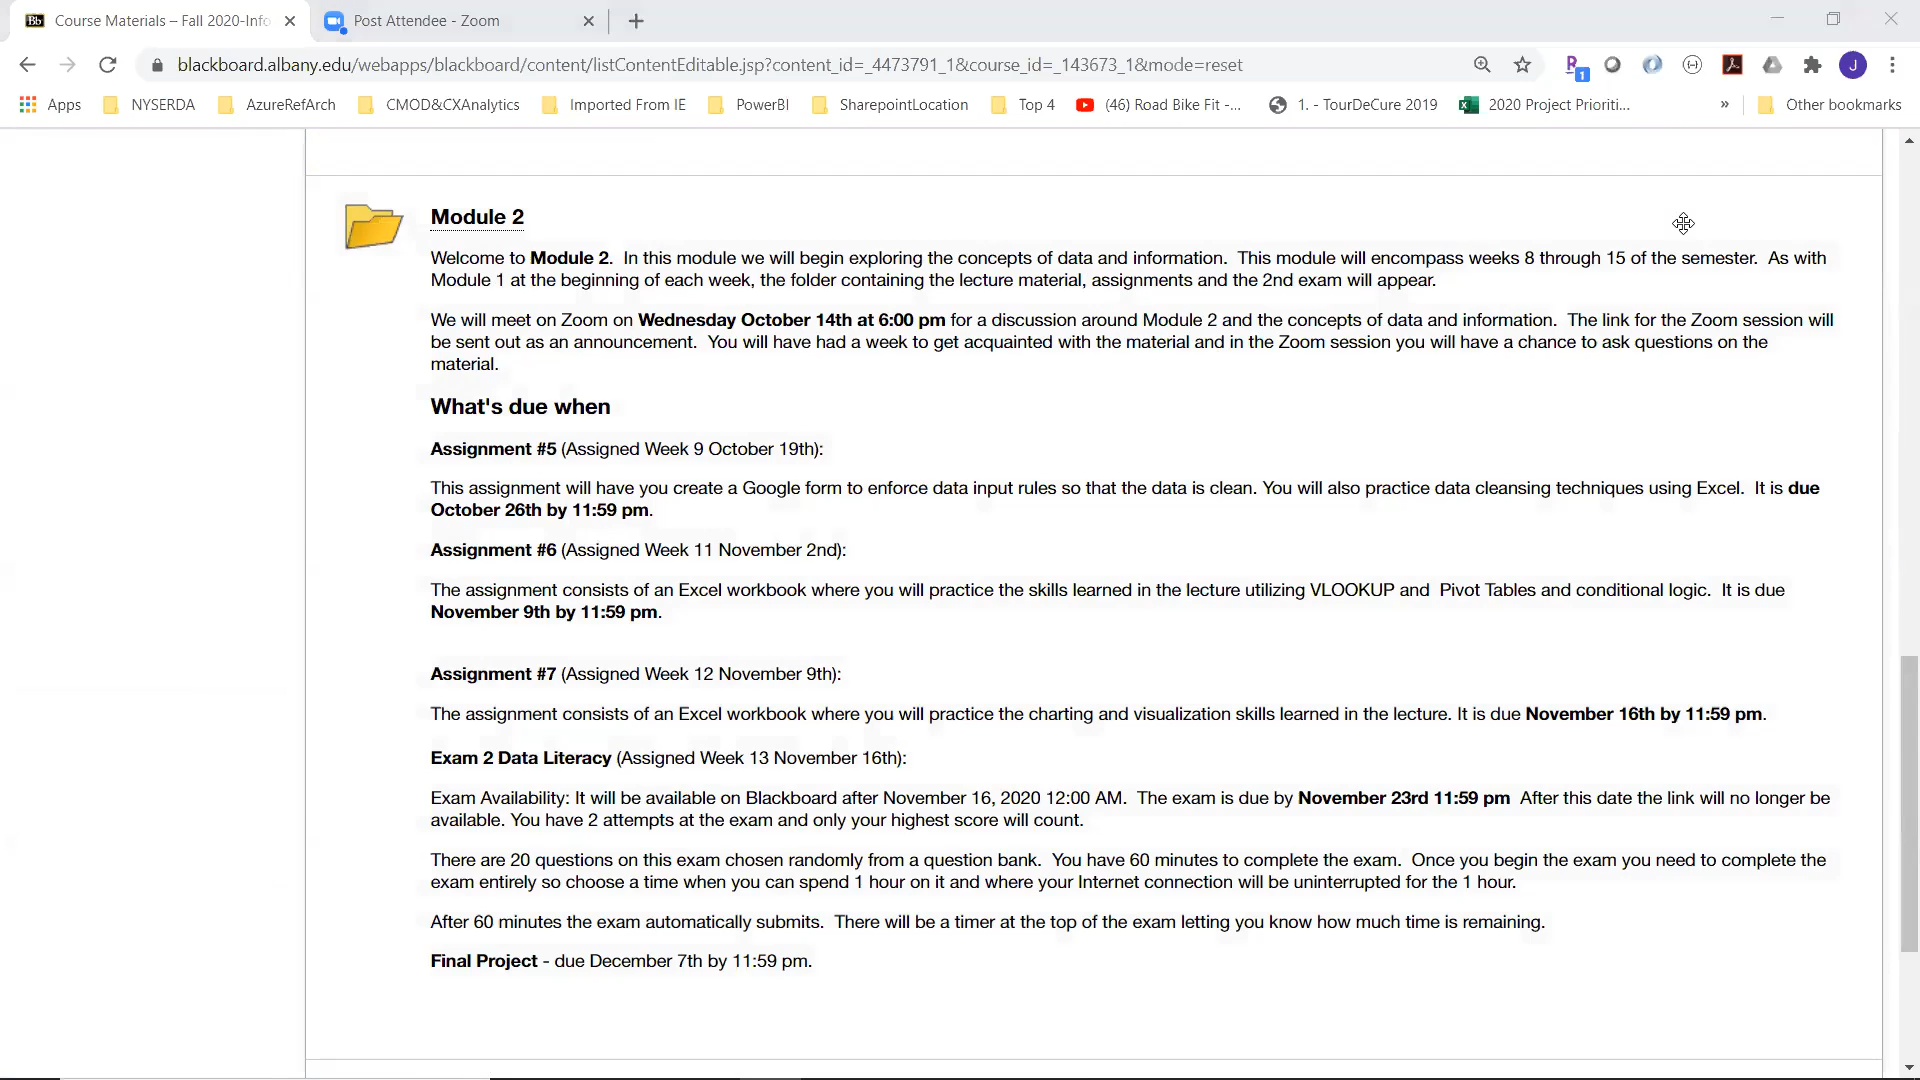 Course Materials – Fall 2020-Info
Post Attendee - Zoom
blackboard.albany.edu/webapps/blackboard/content/listContentEditable.jsp?content_id=_4473791_1&course_id=_143673_1&mode=reset
1
J
Apps NYSERDA AzureRefArch CMOD&CXAnalytics Imported From IE PowerBI SharepointLocation Top 4 (46) Road Bike Fit -... 1. - TourDeCure 2019 2020 Project Prioriti... » Other bookmarks
Module 2
Welcome to Module 2. In this module we will begin exploring the concepts of data and information. This module will encompass weeks 8 through 15 of the semester. As with
Module 1 at the beginning of each week, the folder containing the lecture material, assignments and the 2nd exam will appear.
We will meet on Zoom on Wednesday October 14th at 6:00 pm for a discussion around Module 2 and the concepts of data and information. The link for the Zoom session will
be sent out as an announcement. You will have had a week to get acquainted with the material and in the Zoom session you will have a chance to ask questions on the
material.
What's due when
Assignment #5 (Assigned Week 9 October 19th):
This assignment will have you create a Google form to enforce data input rules so that the data is clean. You will also practice data cleansing techniques using Excel. It is due
October 26th by 11:59 pm.
Assignment #6 (Assigned Week 11 November 2nd):
The assignment consists of an Excel workbook where you will practice the skills learned in the lecture utilizing VLOOKUP and Pivot Tables and conditional logic. It is due
November 9th by 11:59 pm.
Assignment #7 (Assigned Week 12 November 9th):
The assignment consists of an Excel workbook where you will practice the charting and visualization skills learned in the lecture. It is due November 16th by 11:59 pm.
Exam 2 Data Literacy (Assigned Week 13 November 16th):
Exam Availability: It will be available on Blackboard after November 16, 2020 12:00 AM. The exam is due by November 23rd 11:59 pm After this date the link will no longer be
available. You have 2 attempts at the exam and only your highest score will count.
There are 20 questions on this exam chosen randomly from a question bank. You have 60 minutes to complete the exam. Once you begin the exam you need to complete the
exam entirely so choose a time when you can spend 1 hour on it and where your Internet connection will be uninterrupted for the 1 hour.
After 60 minutes the exam automatically submits. There will be a timer at the top of the exam letting you know how much time is remaining.
Final Project - due December 7th by 11:59 pm.